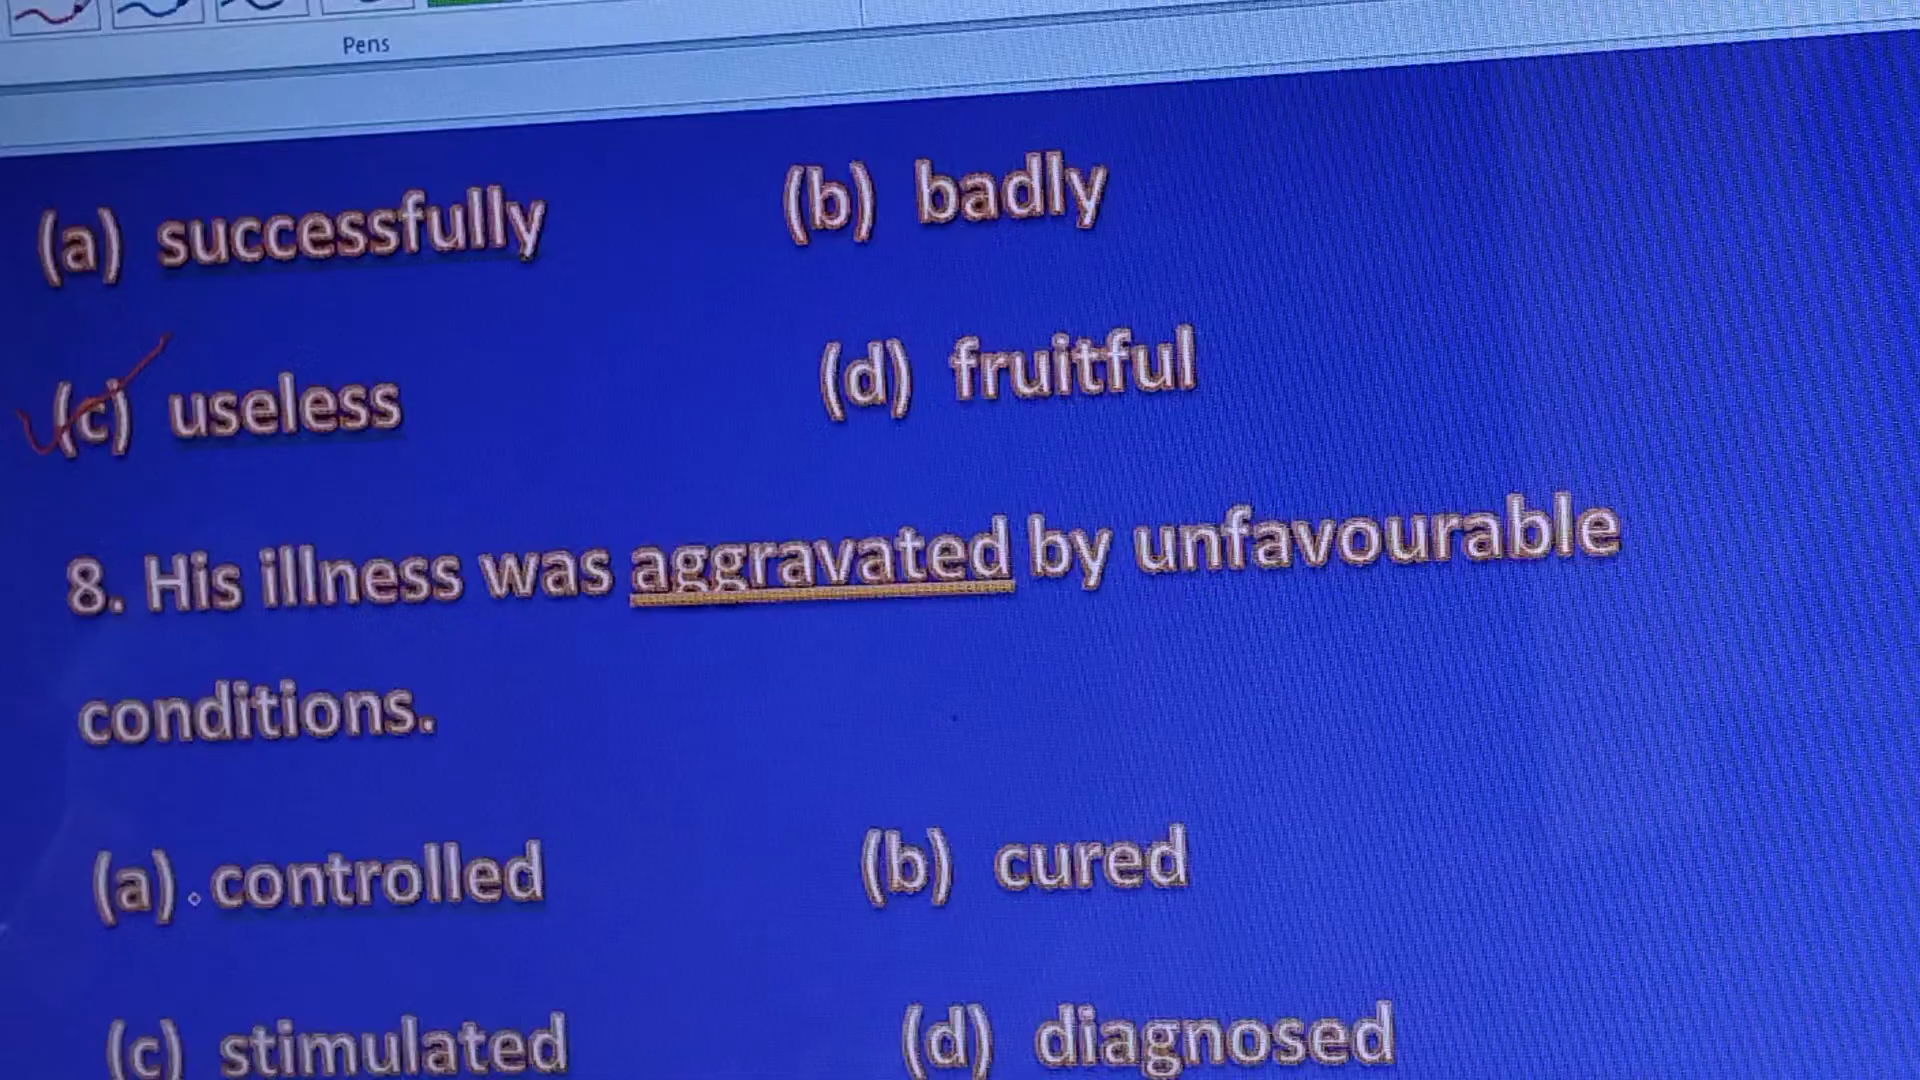 Pens
(a) successfully (b) badly
(c) useless (d) fruitful
8. His illness was aggravated by unfavourable
conditions.
(a) controlled (b) cured
(c) stimulated (d) diagnosed